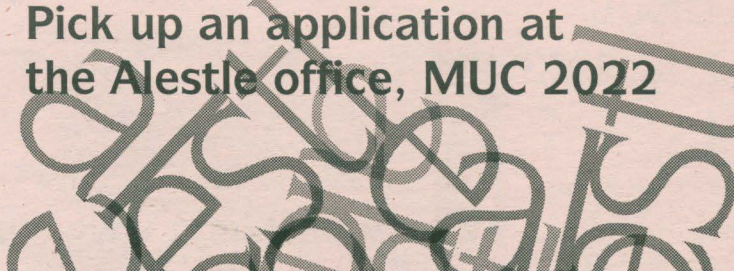 Pick up an application at
the Alestle office, MUC 2022